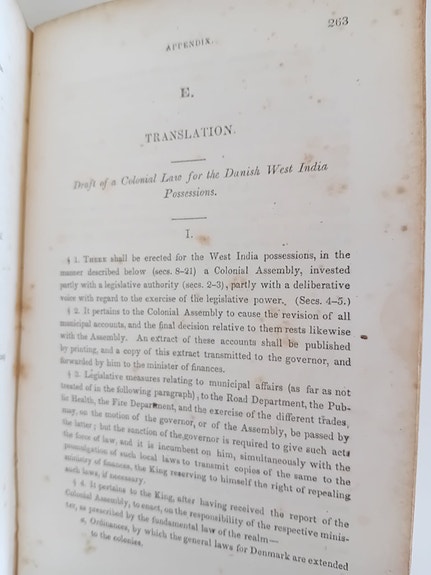 263
APPENDIX.
E.
TRANSLATION.
Draft of a Colonial Law for the Danish West India
Possessions.
I.
§ 1. THERE shall be erected for the West India possessions, in the
manner described below (secs. 8–21) a Colonial Assembly, invested
partly with a legislative authority (secs. 2–3), partly with a deliberative
voice with regard to the exercise of the legislative power. (Secs. 4–5.)
§ 2. It pertains to the Colonial Assembly to cause the revision of all
municipal accounts, and the final decision relative to them rests likewise
with the Assembly. An extract of these accounts shall be published
by printing, and a copy of this extract transmitted to the governor, and
forwarded by him to the minister of finances.
§ 3. Legislative measures relating to municipal affairs (as far as not
treated of in the following paragraph), to the Road Department, the Pub-
lic Health, the Fire Department, and the exercise of the different trades,
may, on the motion of the governor, or of the Assembly, be passed by
the latter; but the sanction of the governor is required to give such acts
the force of law, and it is incumbent on him, simultaneously with the
promulgation of such local laws to transmit copies of the same to the
ministry of finances, the King reserving to himself the right of repealing
such laws, if necessary.
§ 4. It pertains to the King, after having received the report of the
Colonial Assembly, to enact, on the responsibility of the respective minis-
ter, as prescribed by the fundamental law of the realm—
a. Ordinances, by which the general laws for Denmark are extended
to the colonies.